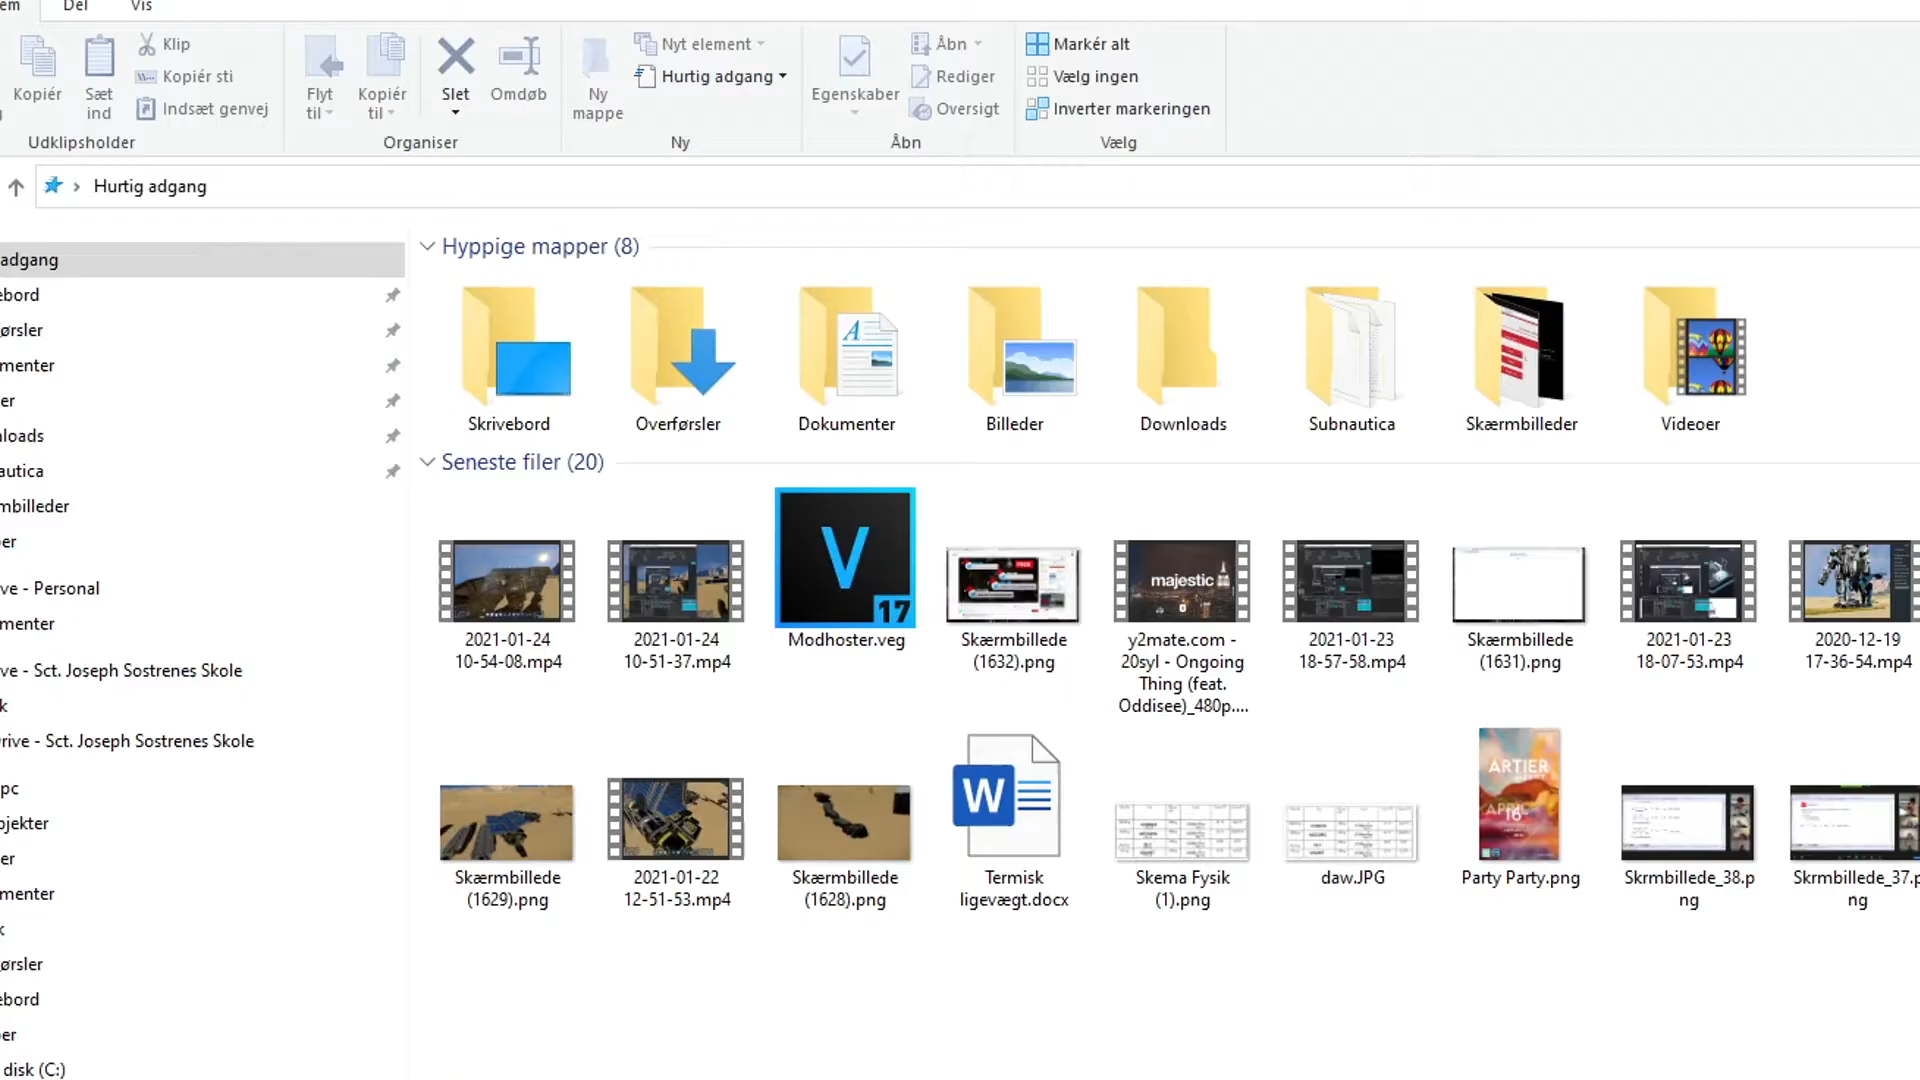 em Del Vis
Kopiér
Sæt
ind
Klip
Kopiér sti
Indsæt genvej
Udklipsholder
Flyt
til
Kopiér
til
Slet
Omdøb
Organiser
Ny
mappe
Nyt element
Hurtig adgang
Ny
Egenskaber
Åbn
Rediger
Oversigt
Åbn
Markér alt
Vælg ingen
Inverter markeringen
Vælg
Hurtig adgang
adgang
ebord
ørsler
menter
er
loads
autica
mbilleder
er
ve - Personal
menter
ve - Sct. Joseph Sostrenes Skole
k
rive - Sct. Joseph Sostrenes Skole
pc
bjekter
er
menter
k
ørsler
ebord
er
disk (C:)
Hyppige mapper (8)
Skrivebord
Overførsler
Dokumenter
Billeder
Downloads
Subnautica
Skærmbilleder
Videoer
Seneste filer (20)
2021-01-24
10-54-08.mp4
2021-01-24
10-51-37.mp4
V
17
Modhoster.veg
Skærmbillede
(1632).png
majestic
y2mate.com -
20syl - Ongoing
Thing (feat.
Oddisee)_480p....
2021-01-23
18-57-58.mp4
Skærmbillede
(1631).png
2021-01-23
18-07-53.mp4
2020-12-19
17-36-54.mp4
Skærmbillede
(1629).png
2021-01-22
12-51-53.mp4
Skærmbillede
(1628).png
W
Termisk
ligevægt.docx
Skema Fysik
(1).png
daw.JPG
ARTIER
APRIL
16
Party Party.png
Skrmbillede_38.p
ng
Skrmbillede_37.p
ng